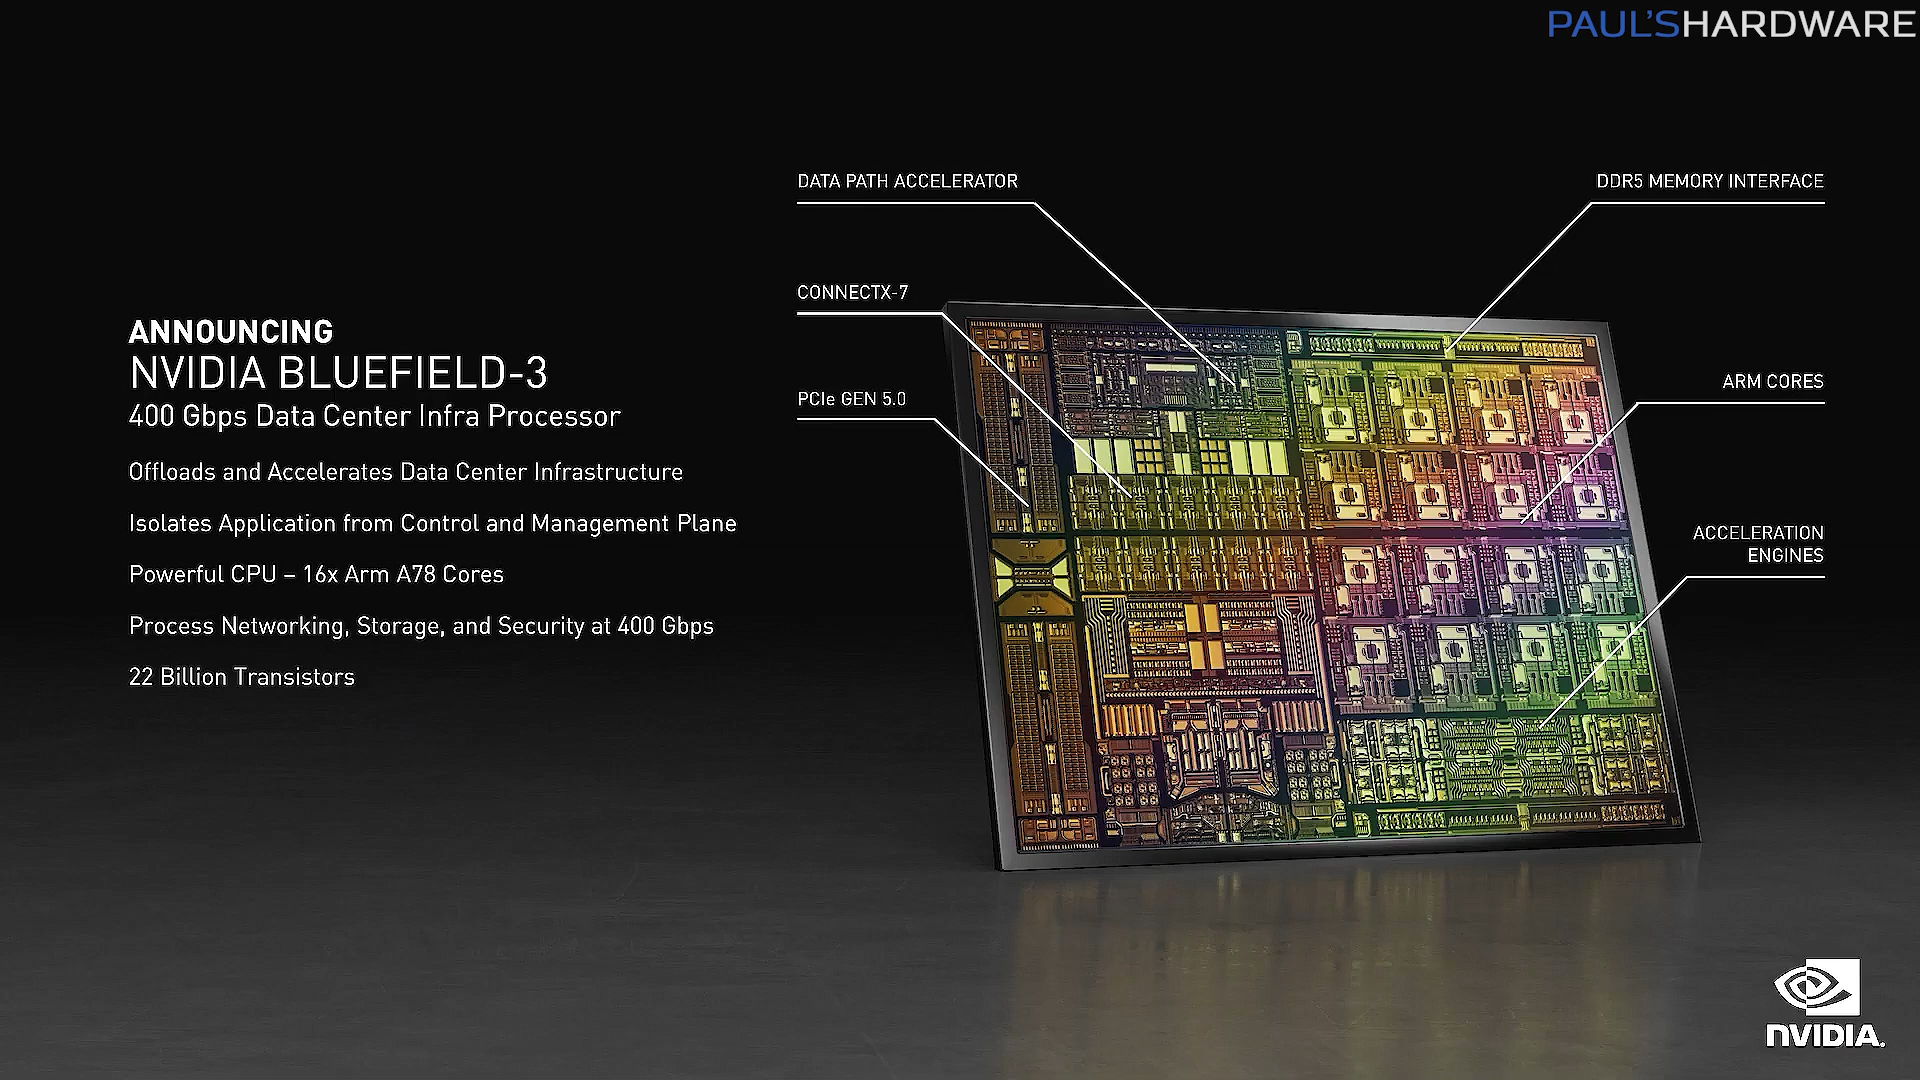 PAUL'SHARDWARE
DATA PATH ACCELERATOR
DDR5 MEMORY INTERFACE
CONNECTX-7
ANNOUNCING
NVIDIA BLUEFIELD-3
400 Gbps Data Center Infra Processor
PCIe GEN 5.0
ARM CORES
Offloads and Accelerates Data Center Infrastructure
Isolates Application from Control and Management Plane
ACCELERATION
ENGINES
Powerful CPU – 16x Arm A78 Cores
Process Networking, Storage, and Security at 400 Gbps
22 Billion Transistors
NVIDIA.